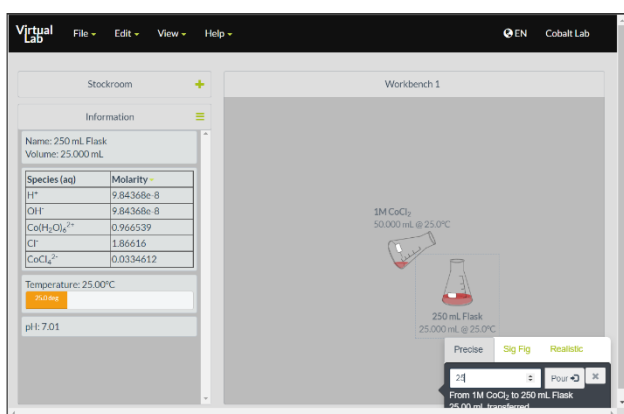 Virtual Lab File Edit View Help EN Cobalt Lab
Stockroom +
Information
Name: 250 mL Flask
Volume: 25.000 mL
Species (aq) Molarity
H⁺ 9.84368e-8
OH⁻ 9.84368e-8
Co(H₂O)₆²⁺ 0.966539
Cl⁻ 1.86616
CoCl₄²⁻ 0.0334612
Temperature: 25.00°C
25.0 deg
pH: 7.01
Workbench 1
1M CoCl₂
50.000 mL @ 25.0°C
250 mL Flask
25.000 mL @ 25.0°C
Precise Sig Fig Realistic
25 Pour ×
From 1M CoCl₂ to 250 mL Flask
25.00 mL transferred